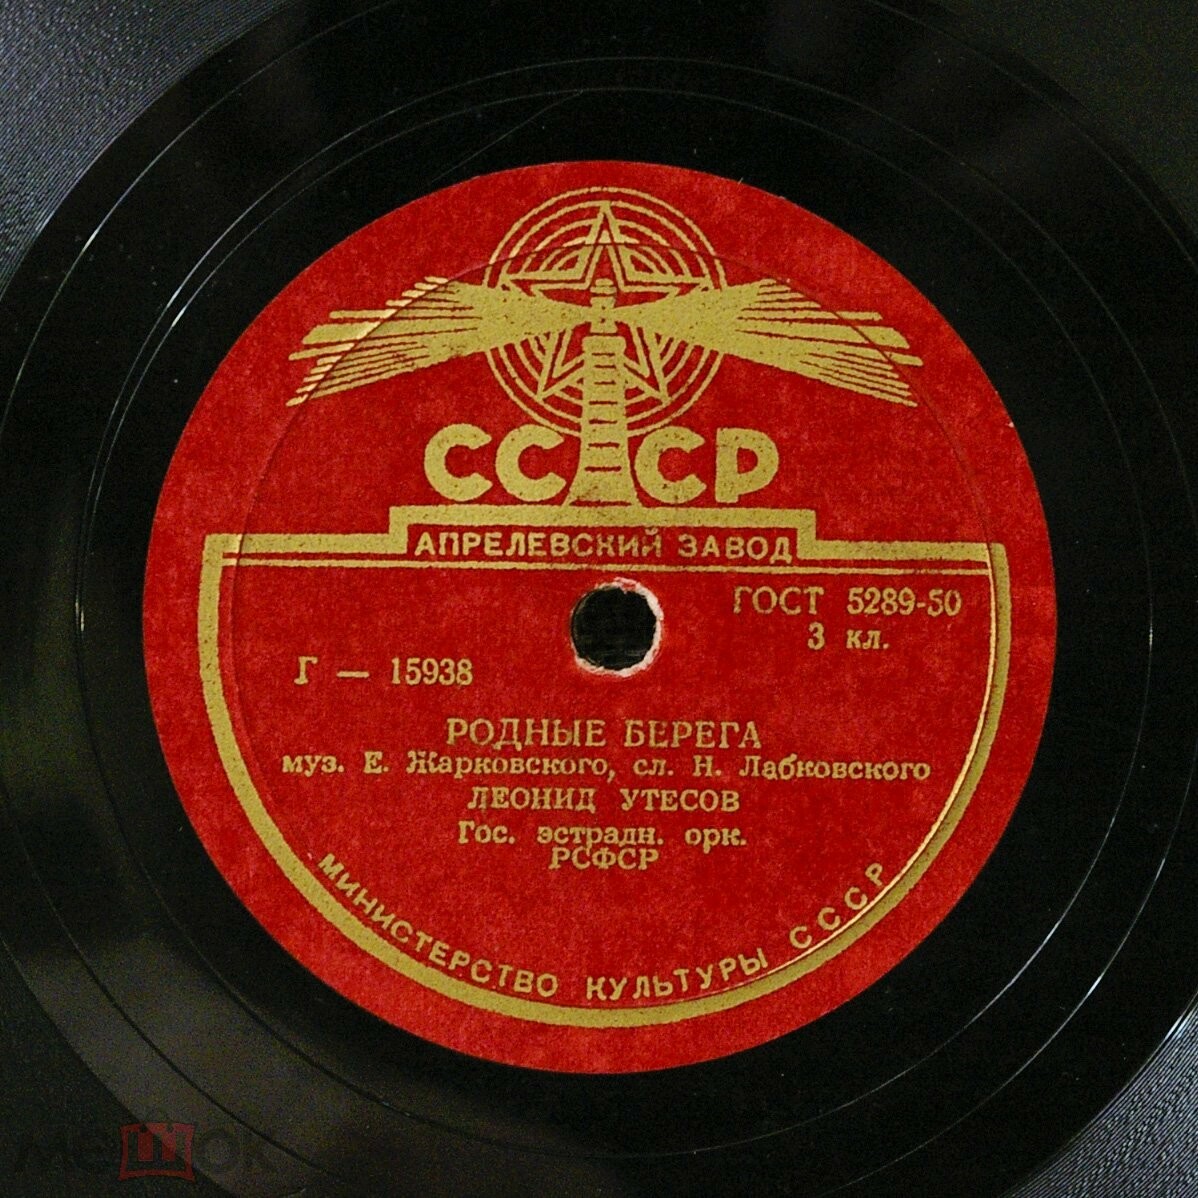 СССР
АПРЕЛЕВСКИЙ ЗАВОД
ГОСТ 5289-50
3 кл.
Г — 15938
РОДНЫЕ БЕРЕГА
муз. Е. Жарковского, сл. Н. Лабковского
ЛЕОНИД УТЕСОВ
Гос. эстрадн. орк.
РСФСР
МИНИСТЕРСТВО КУЛЬТУРЫ СССР
мешок